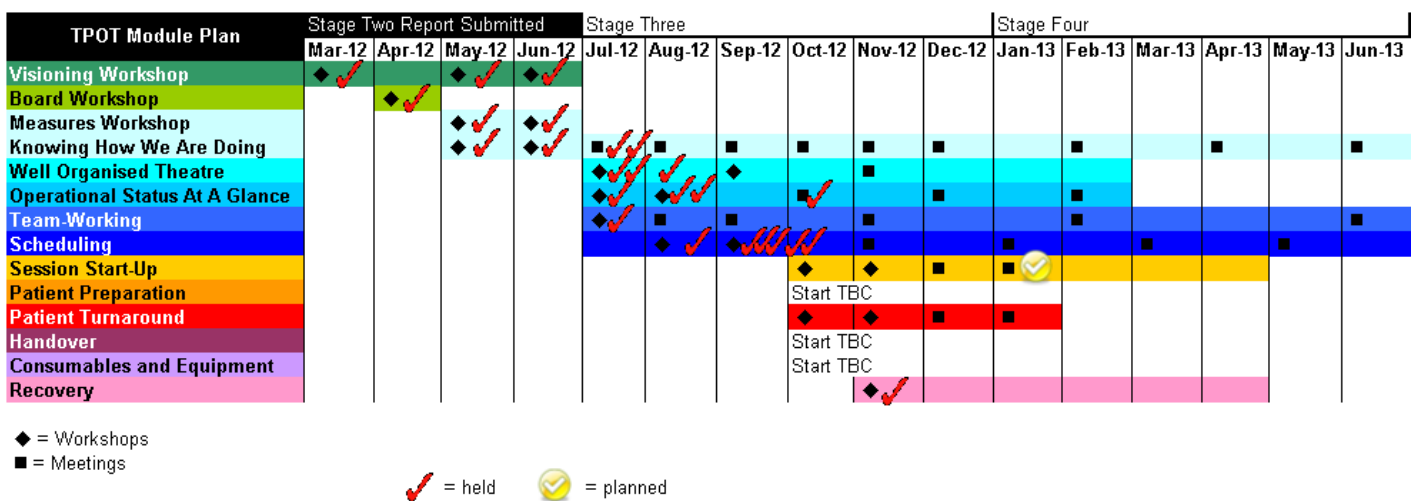 TPOT Module Plan
Stage Two Report Submitted Stage Three Stage Four
Mar-12 Apr-12 May-12 Jun-12 Jul-12 Aug-12 Sep-12 Oct-12 Nov-12 Dec-12 Jan-13 Feb-13 Mar-13 Apr-13 May-13 Jun-13
Visioning Workshop
Board Workshop
Measures Workshop
Knowing How We Are Doing
Well Organised Theatre
Operational Status At A Glance
Team-Working
Scheduling
Session Start-Up
Patient Preparation Start TBC
Patient Turnaround
Handover Start TBC
Consumables and Equipment Start TBC
Recovery
◆ = Workshops
■ = Meetings
= held = planned